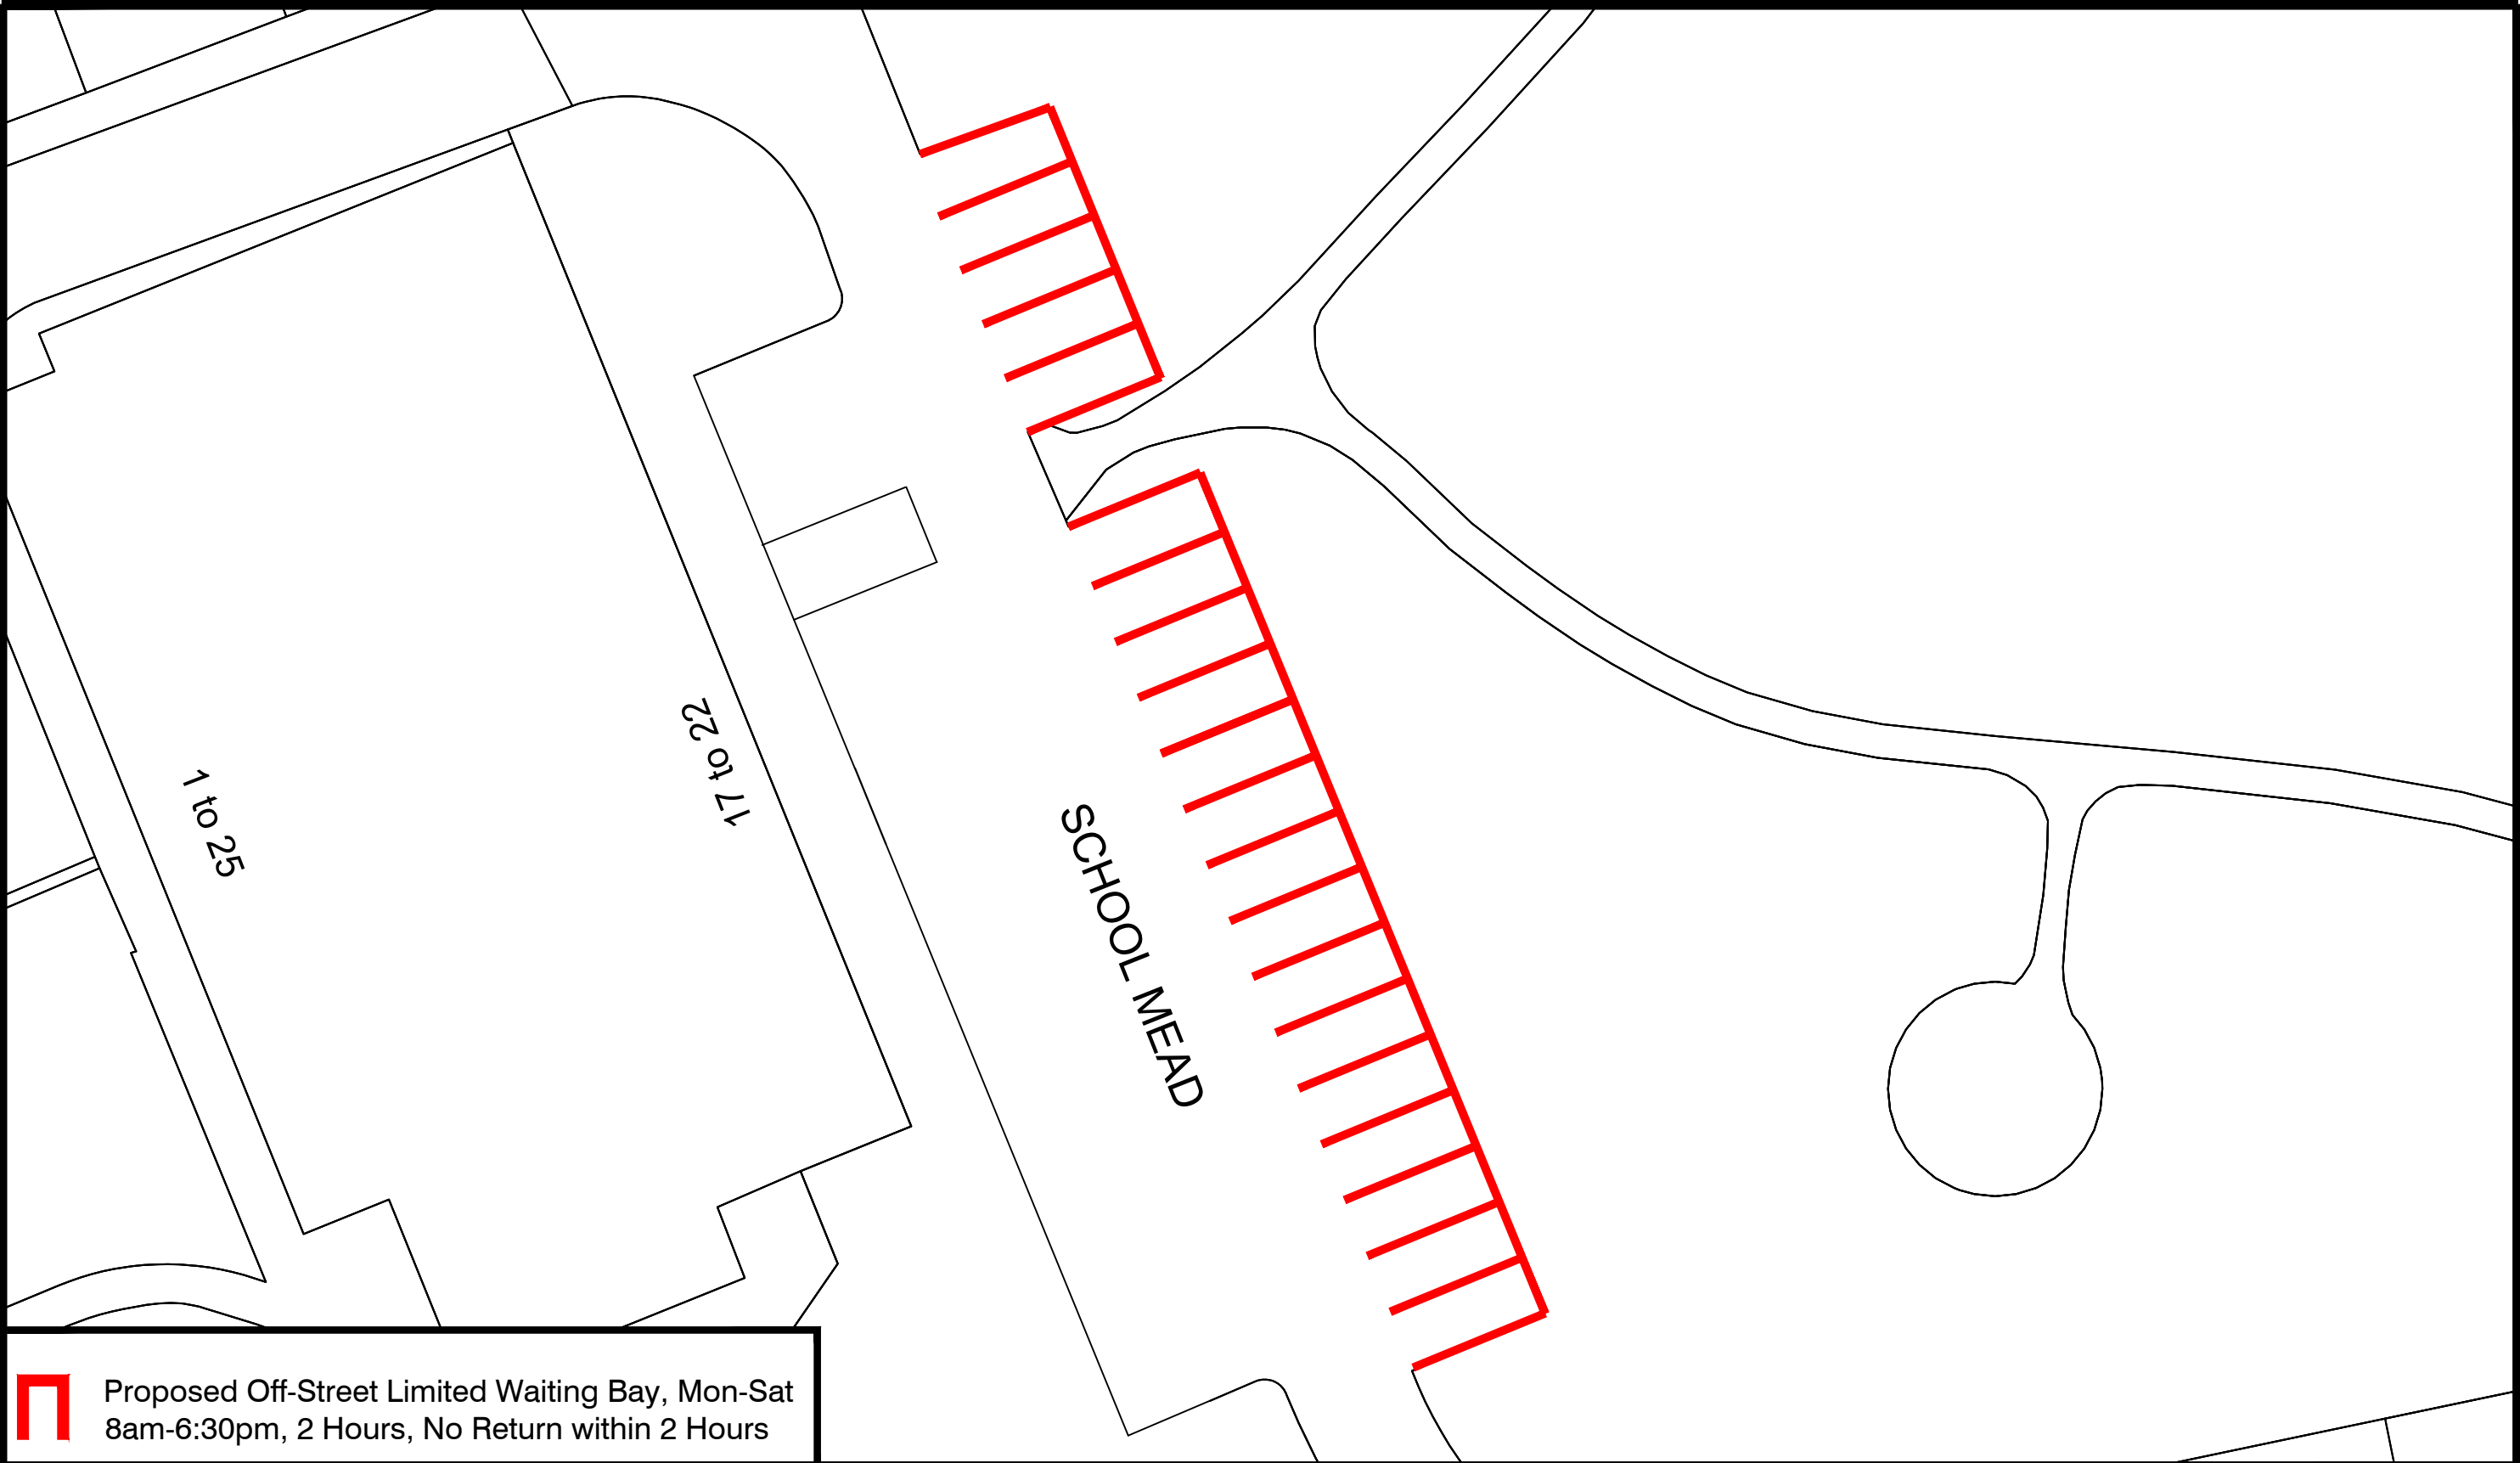 17 to 22
1 to 25
SCHOOL MEAD
Proposed Off-Street Limited Waiting Bay, Mon-Sat
8am-6:30pm, 2 Hours, No Return within 2 Hours